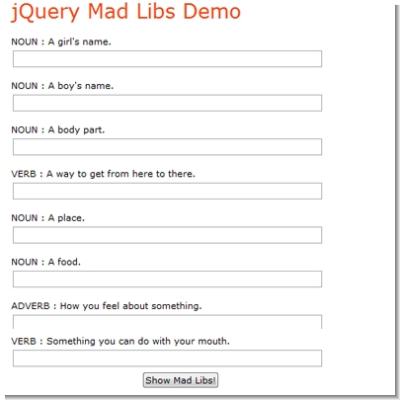 jQuery Mad Libs Demo
NOUN : A girl's name.
NOUN : A boy's name.
NOUN : A body part.
VERB : A way to get from here to there.
NOUN : A place.
NOUN : A food.
ADVERB : How you feel about something.
VERB : Something you can do with your mouth.
Show Mad Libs!